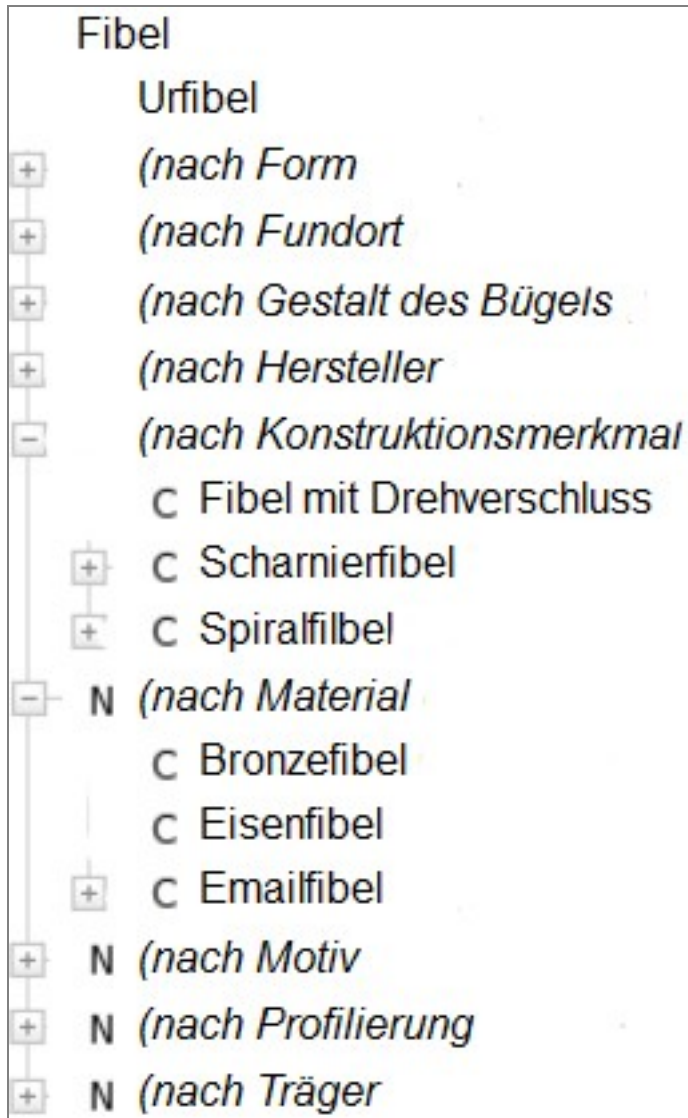 Fibel
Urfibel
(nach Form
(nach Fundort
(nach Gestalt des Bügels
(nach Hersteller
(nach Konstruktionsmerkmal
C Fibel mit Drehverschluss
C Scharnierfibel
C Spiralfilbel
N (nach Material
C Bronzefibel
C Eisenfibel
C Emailfibel
N (nach Motiv
N (nach Profilierung
N (nach Träger